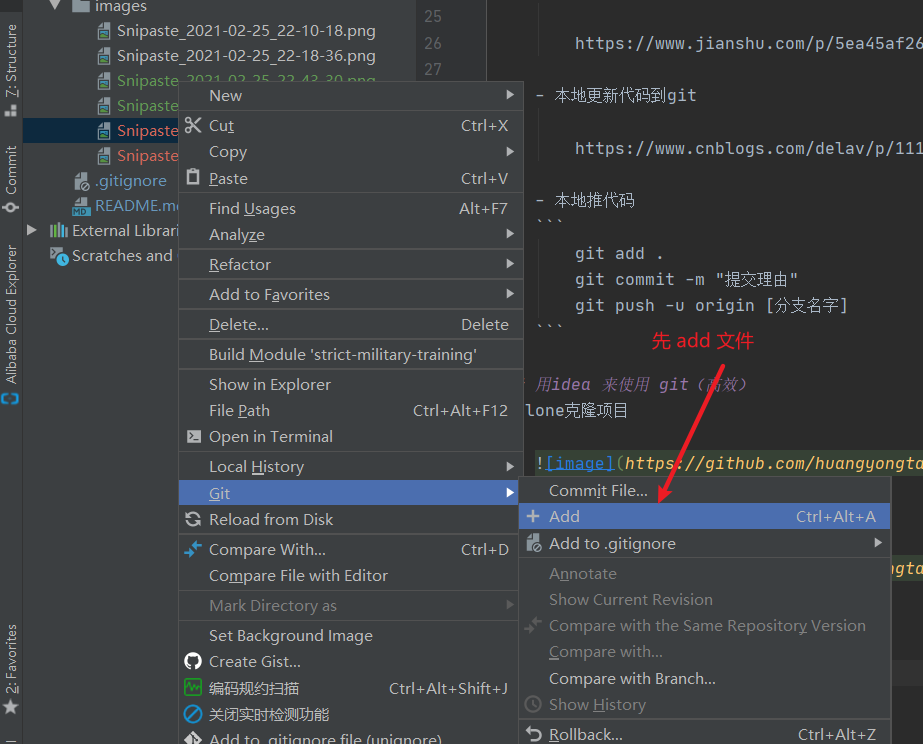 Z: Structure
Commit
Alibaba Cloud Explorer
2: Favorites
images
Snipaste_2021-02-25_22-10-18.png
Snipaste_2021-02-25_22-18-36.png
Snipaste_2021-02-25_22-43-30.png
Snipaste
Snipaste
Snipaste
.gitignore
README.m
External Librari
Scratches and
25
26
27
https://www.jianshu.com/p/5ea45af26
- 本地更新代码到git
https://www.cnblogs.com/delav/p/111
- 本地推代码
```
git add .
git commit -m "提交理由"
git push -u origin [分支名字]
```
先 add 文件
用idea 来使用 git（高效）
lone克隆项目
![image](https://github.com/huangyongta
ngta
New
Cut Ctrl+X
Copy
Paste Ctrl+V
Find Usages Alt+F7
Analyze
Refactor
Add to Favorites
Delete... Delete
Build Module 'strict-military-training'
Show in Explorer
File Path Ctrl+Alt+F12
Open in Terminal
Local History
Git
Reload from Disk
Compare With... Ctrl+D
Compare File with Editor
Mark Directory as
Set Background Image
Create Gist...
编码规约扫描 Ctrl+Alt+Shift+J
关闭实时检测功能
Add to .gitignore file (unignore)
Commit File...
Add Ctrl+Alt+A
Add to .gitignore
Annotate
Show Current Revision
Compare with the Same Repository Version
Compare with...
Compare with Branch...
Show History
Rollback... Ctrl+Alt+Z